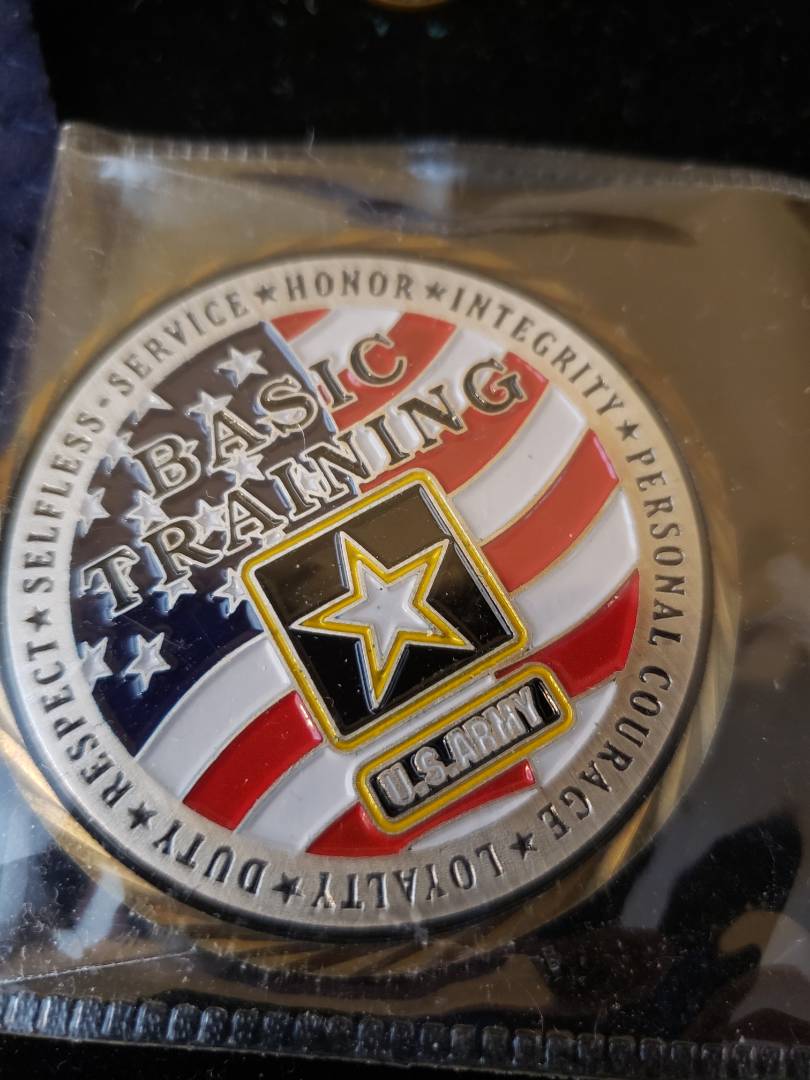 BASIC
TRAINING
U.S.ARMY
LOYALTY ★ DUTY ★ RESPECT ★ SELFLESS-SERVICE ★ HONOR ★ INTEGRITY ★ PERSONAL COURAGE ★